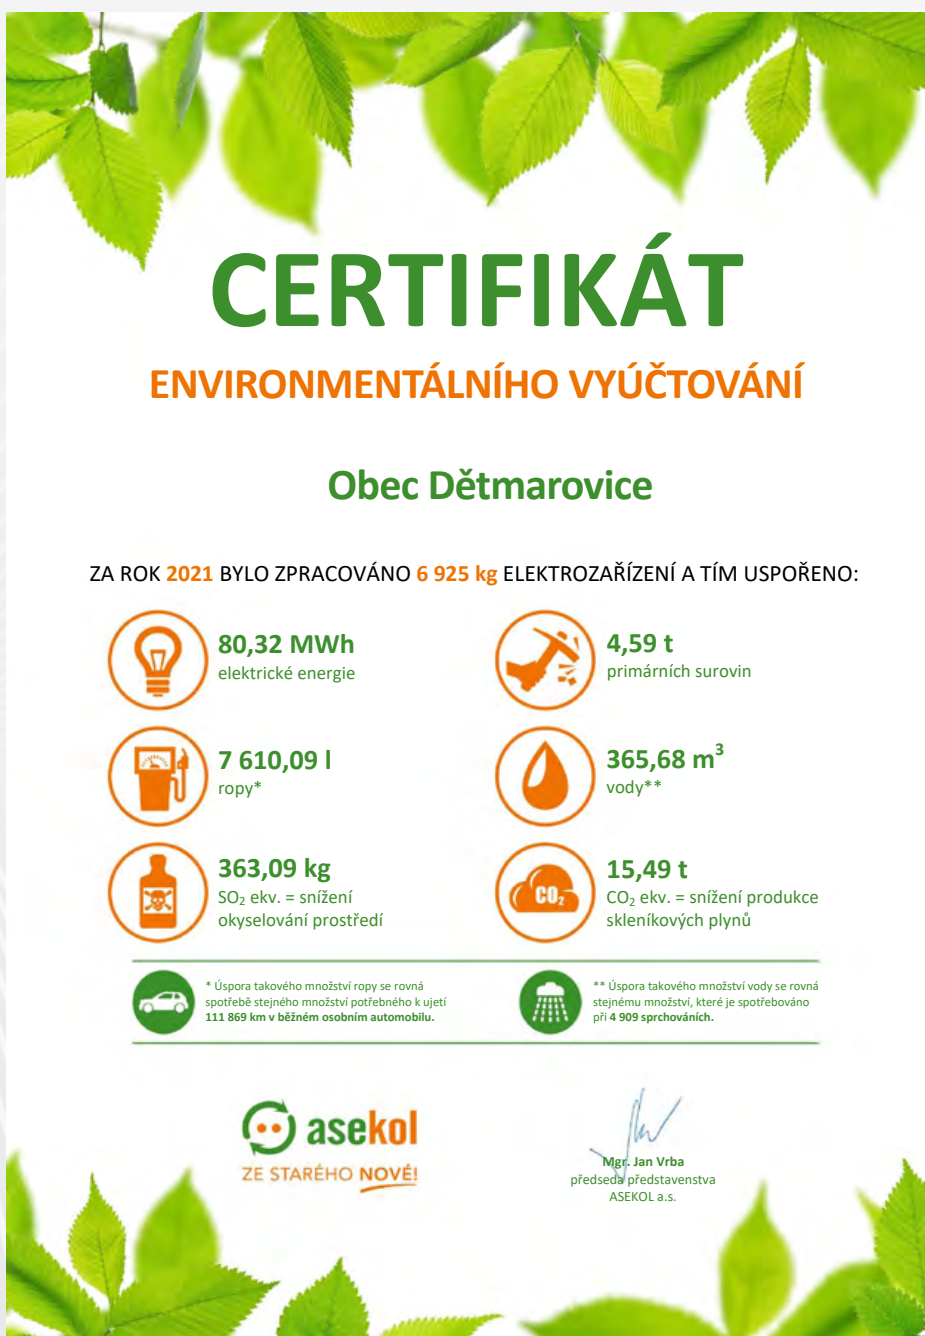 CERTIFIKÁT
ENVIRONMENTÁLNÍHO VYÚČTOVÁNÍ
Obec Dětmarovice
ZA ROK 2021 BYLO ZPRACOVÁNO 6 925 kg ELEKTROZAŘÍZENÍ A TÍM USPOŘENO:
80,32 MWh
elektrické energie
4,59 t
primárních surovin
7 610,09 l
ropy*
365,68 m³
vody**
363,09 kg
SO₂ ekv. = snížení
okyselování prostředí
CO₂
15,49 t
CO₂ ekv. = snížení produkce
skleníkových plynů
* Úspora takového množství ropy se rovná
spotřebě stejného množství potřebného k ujetí
111 869 km v běžném osobním automobilu.
** Úspora takového množství vody se rovná
stejnému množství, které je spotřebováno
při 4 909 sprchováních.
asekol
ZE STARÉHO NOVÉ!
Mgr. Jan Vrba
předseda představenstva
ASEKOL a.s.